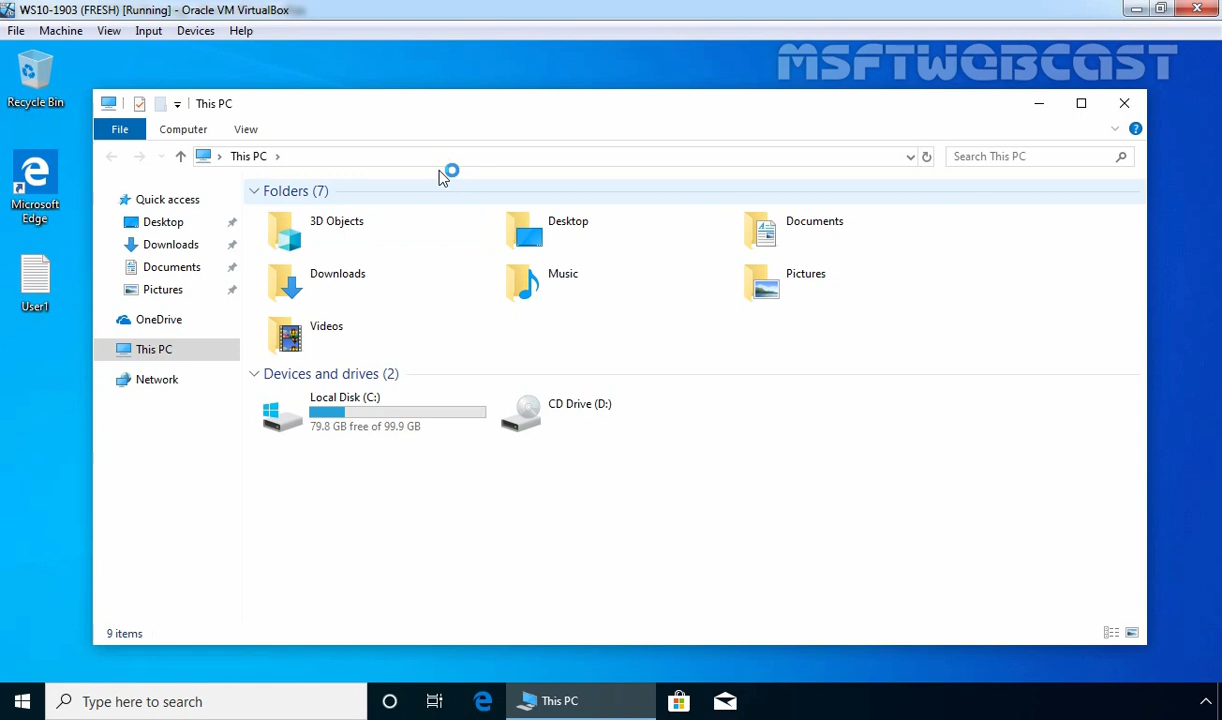 WS10-1903 (FRESH) [Running] - Oracle VM VirtualBox
File Machine View Input Devices Help
MSFTWEBCAST
Recycle Bin
This PC
File Computer View
This PC
Search This PC
Microsoft
Edge
User1
Quick access
Desktop
Downloads
Documents
Pictures
OneDrive
This PC
Network
Folders (7)
3D Objects
Desktop
Documents
Downloads
Music
Pictures
Videos
Devices and drives (2)
Local Disk (C:)
79.8 GB free of 99.9 GB
CD Drive (D:)
9 items
Type here to search
This PC